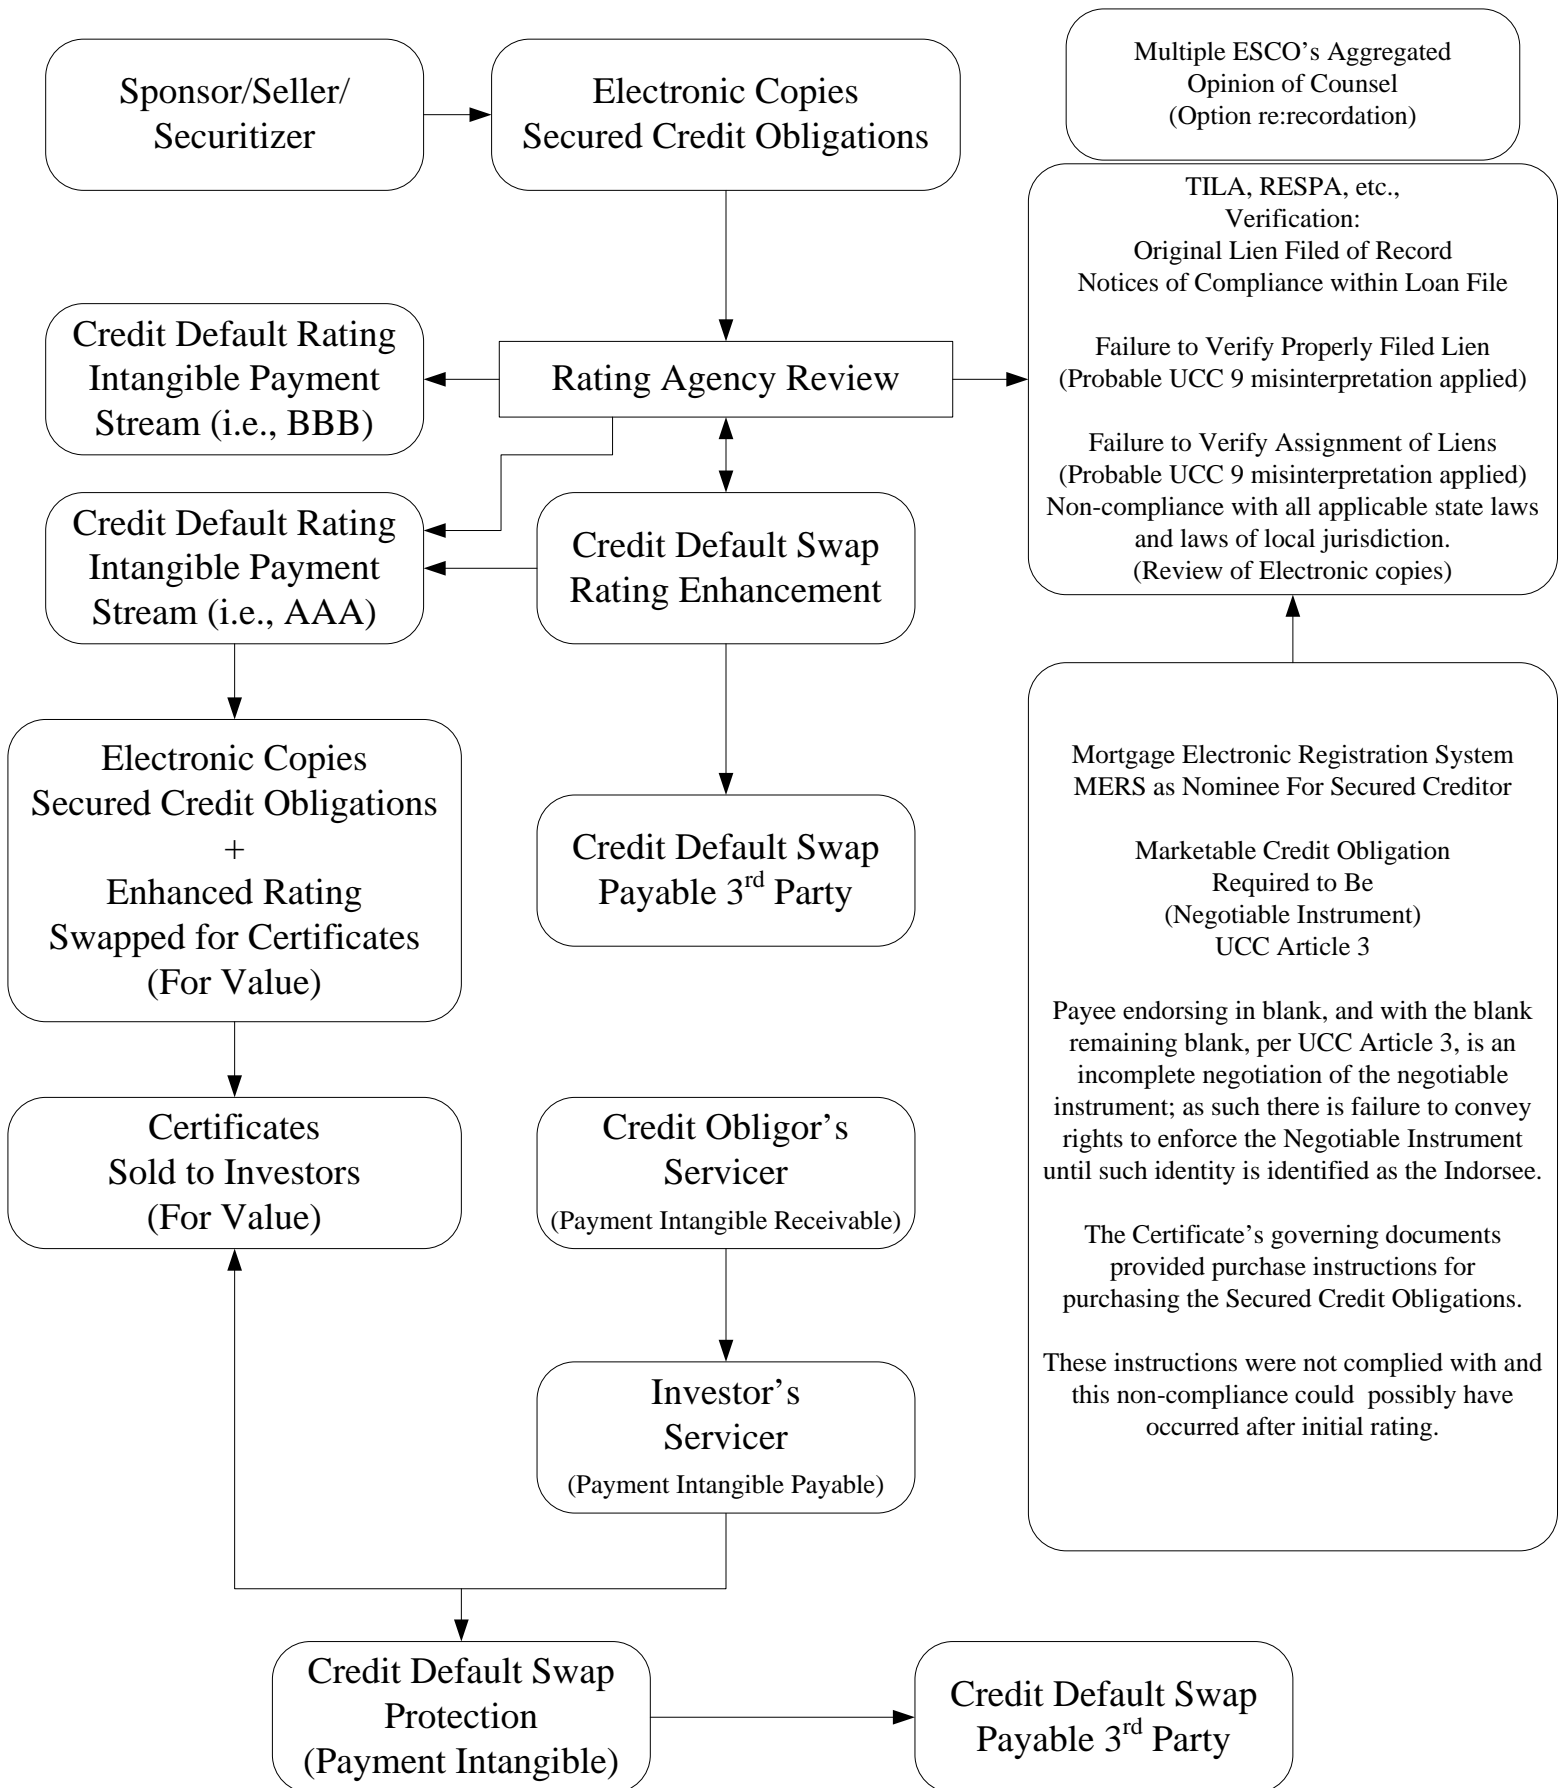 Sponsor/Seller/
Securitizer
Electronic Copies
Secured Credit Obligations
Multiple ESCO’s Aggregated
Opinion of Counsel
(Option re:recordation)
TILA, RESPA, etc.,
Verification:
Original Lien Filed of Record
Notices of Compliance within Loan File
Failure to Verify Properly Filed Lien
(Probable UCC 9 misinterpretation applied)
Failure to Verify Assignment of Liens
(Probable UCC 9 misinterpretation applied)
Non-compliance with all applicable state laws
and laws of local jurisdiction.
(Review of Electronic copies)
Credit Default Rating
Intangible Payment
Stream (i.e., BBB)
Rating Agency Review
Credit Default Rating
Intangible Payment
Stream (i.e., AAA)
Credit Default Swap
Rating Enhancement
Electronic Copies
Secured Credit Obligations
+
Enhanced Rating
Swapped for Certificates
(For Value)
Credit Default Swap
Payable 3rd Party
Mortgage Electronic Registration System
MERS as Nominee For Secured Creditor
Marketable Credit Obligation
Required to Be
(Negotiable Instrument)
UCC Article 3
Payee endorsing in blank, and with the blank
remaining blank, per UCC Article 3, is an
incomplete negotiation of the negotiable
instrument; as such there is failure to convey
rights to enforce the Negotiable Instrument
until such identity is identified as the Indorsee.
The Certificate’s governing documents
provided purchase instructions for
purchasing the Secured Credit Obligations.
These instructions were not complied with and
this non-compliance could possibly have
occurred after initial rating.
Certificates
Sold to Investors
(For Value)
Credit Obligor’s
Servicer
(Payment Intangible Receivable)
Investor’s
Servicer
(Payment Intangible Payable)
Credit Default Swap
Protection
(Payment Intangible)
Credit Default Swap
Payable 3rd Party